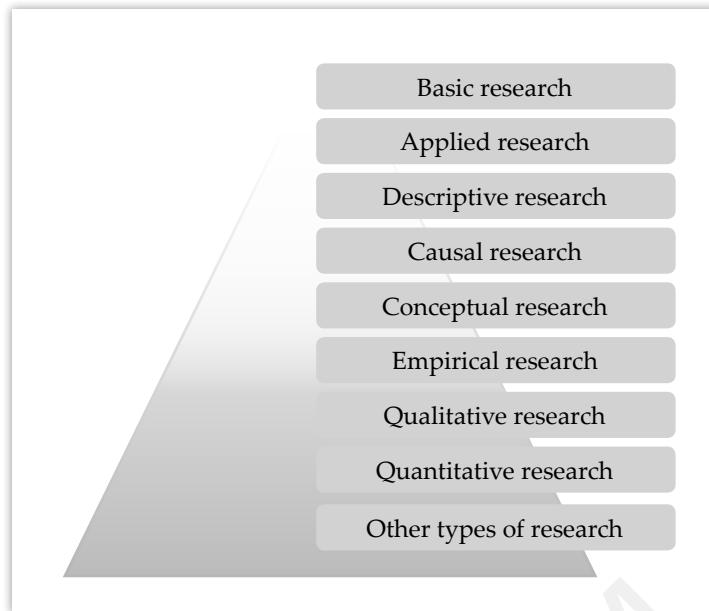 Basic research
Applied research
Descriptive research
Causal research
Conceptual research
Empirical research
Qualitative research
Quantitative research
Other types of research